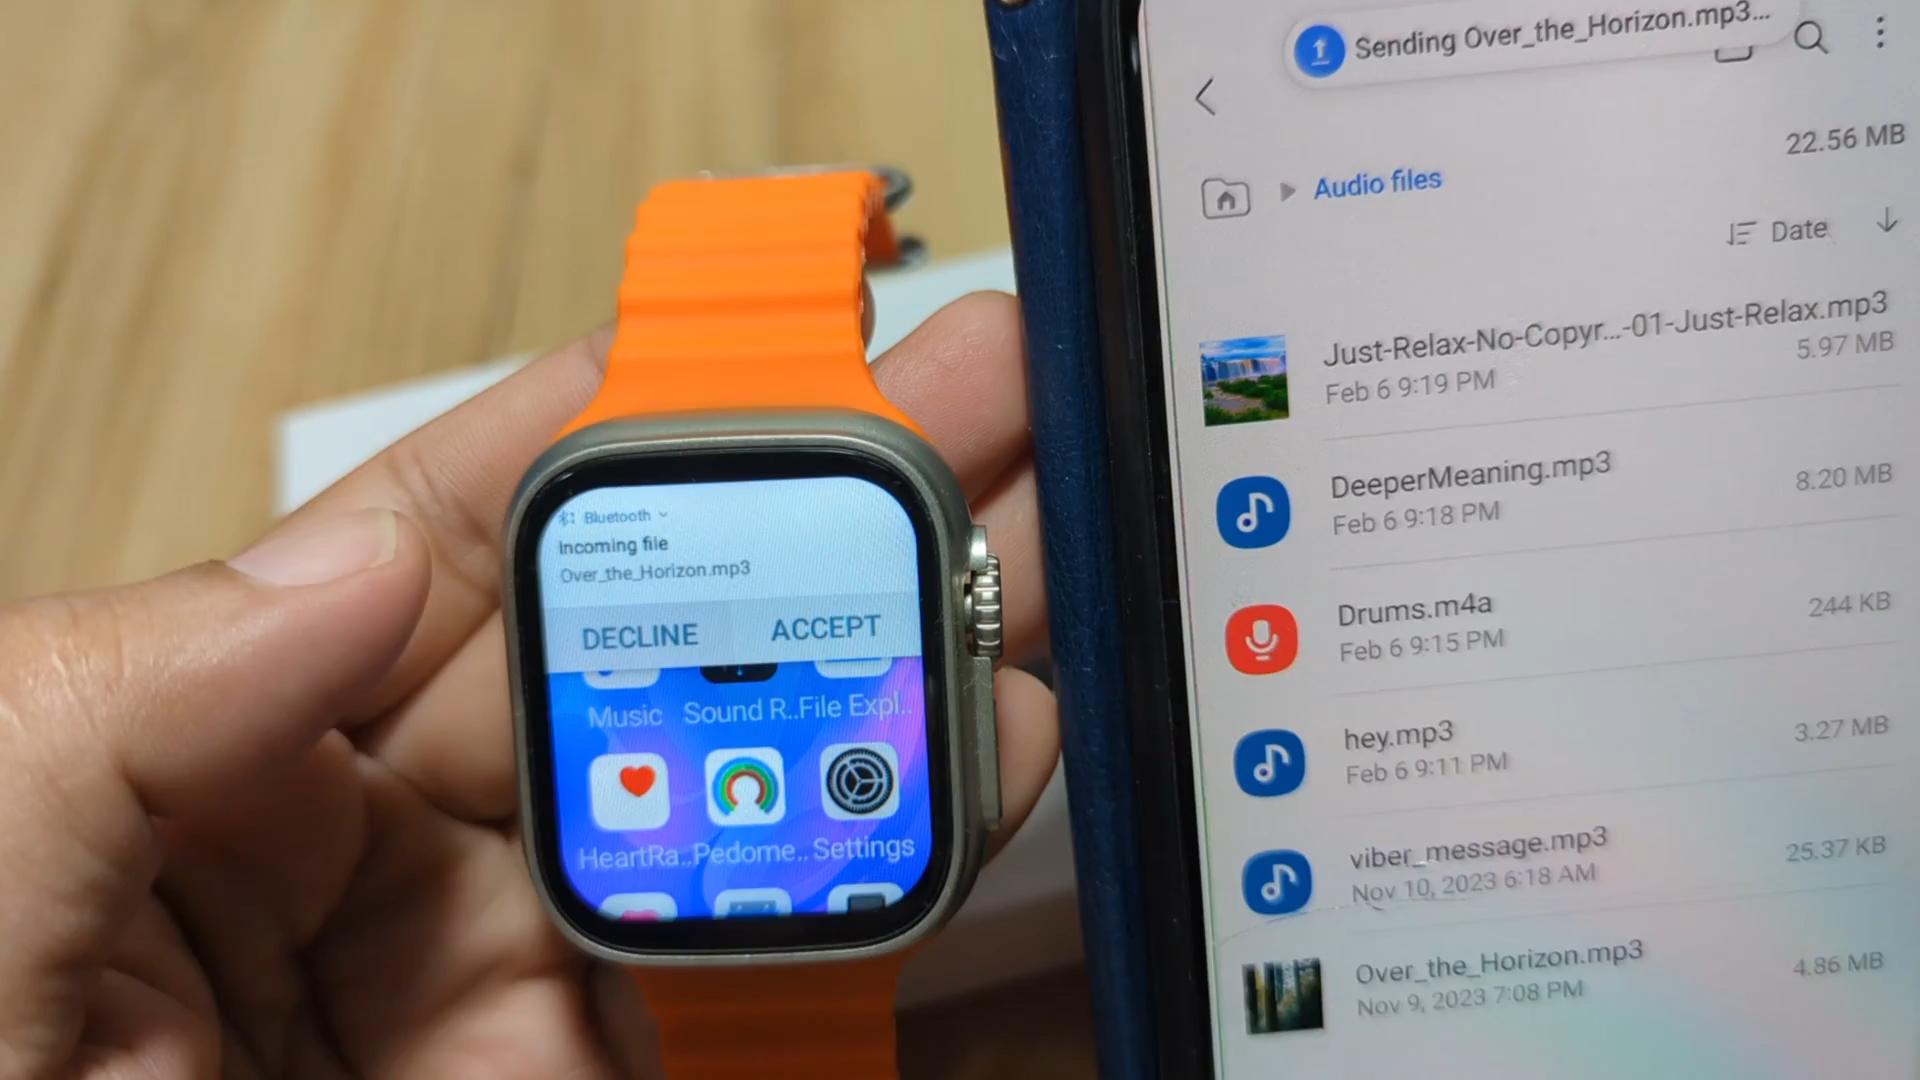 Bluetooth
Incoming file
Over_the_Horizon.mp3
DECLINE ACCEPT
Music Sound R.. File Expl..
HeartRa.. Pedome.. Settings
Sending Over_the_Horizon.mp3...
22.56 MB
Audio files
Date
Just-Relax-No-Copyr...-01-Just-Relax.mp3
Feb 6 9:19 PM 5.97 MB
DeeperMeaning.mp3
Feb 6 9:18 PM 8.20 MB
Drums.m4a
Feb 6 9:15 PM 244 KB
hey.mp3
Feb 6 9:11 PM 3.27 MB
viber_message.mp3
Nov 10, 2023 6:18 AM 25.37 KB
Over_the_Horizon.mp3
Nov 9, 2023 7:08 PM 4.86 MB